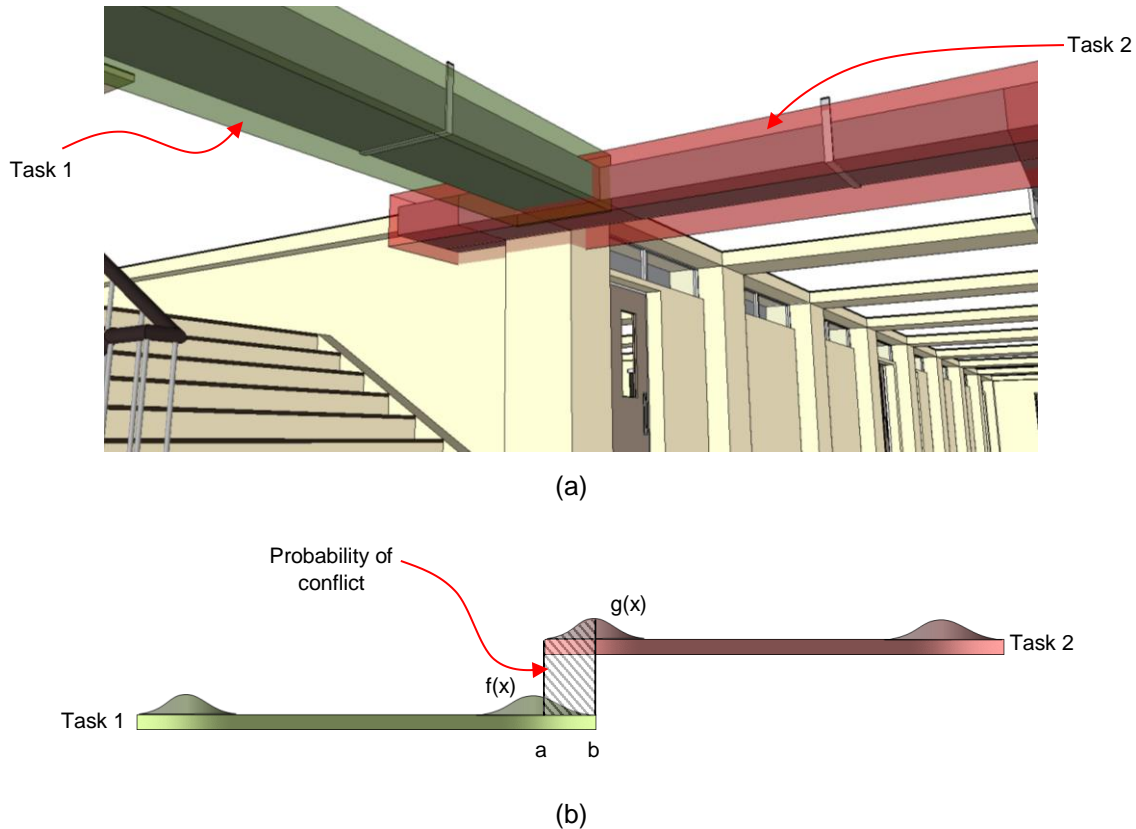 Task 2
Task 1
(a)
Probability of
conflict
g(x)
Task 2
f(x)
Task 1
a b
(b)